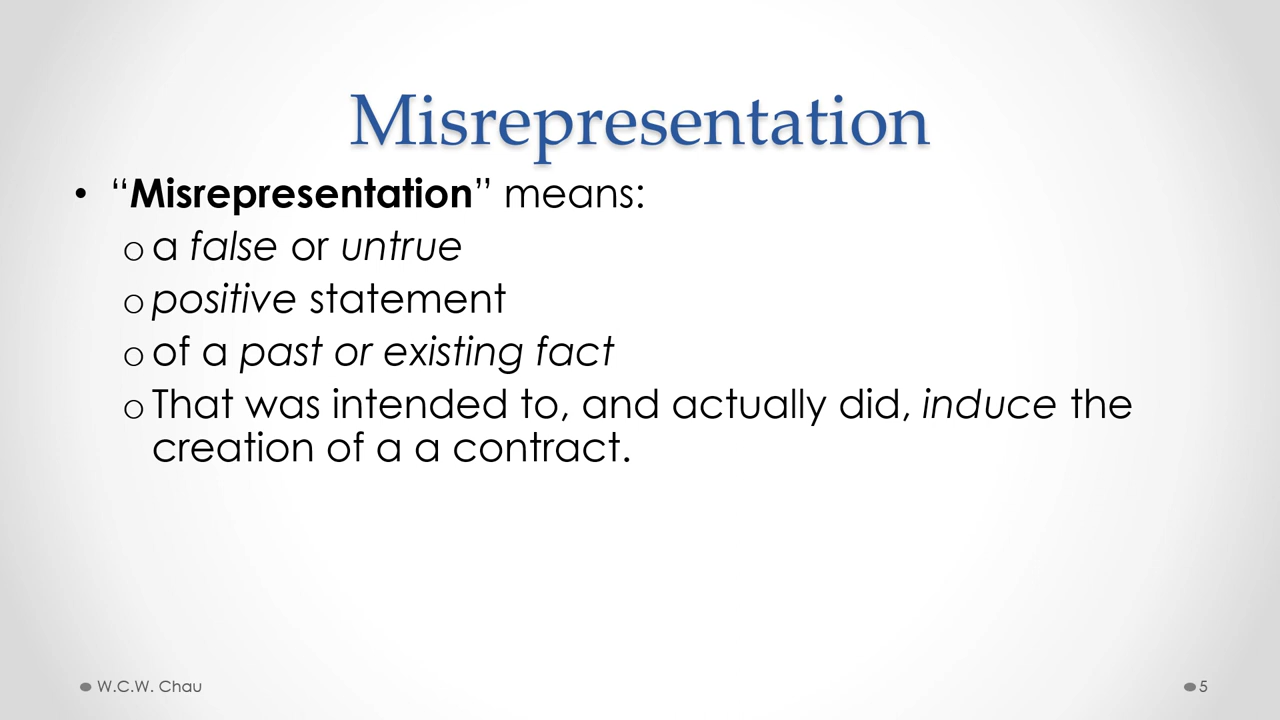 Misrepresentation
• “Misrepresentation” means:
o a false or untrue
o positive statement
o of a past or existing fact
o That was intended to, and actually did, induce the
creation of a a contract.
W.C.W. Chau
5